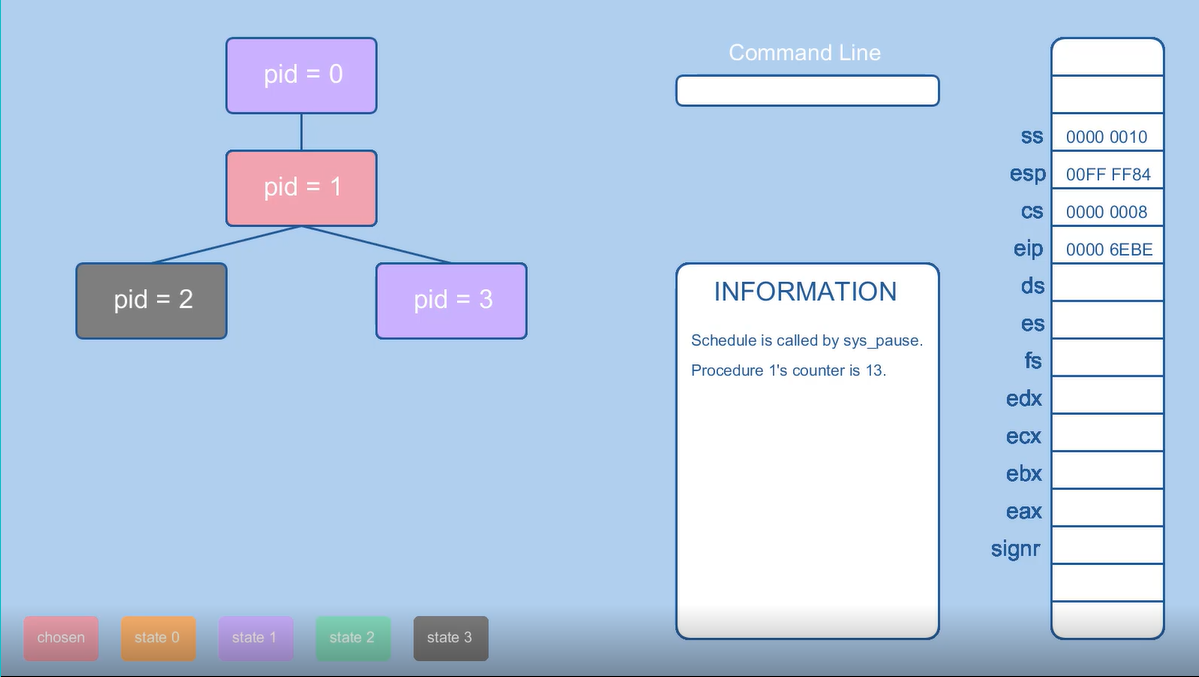 pid = 0
pid = 1
pid = 2
pid = 3
Command Line
INFORMATION
Schedule is called by sys_pause.
Procedure 1's counter is 13.
ss 0000 0010
esp 00FF FF84
cs 0000 0008
eip 0000 6EBE
ds
es
fs
edx
ecx
ebx
eax
signr
chosen
state 0
state 1
state 2
state 3